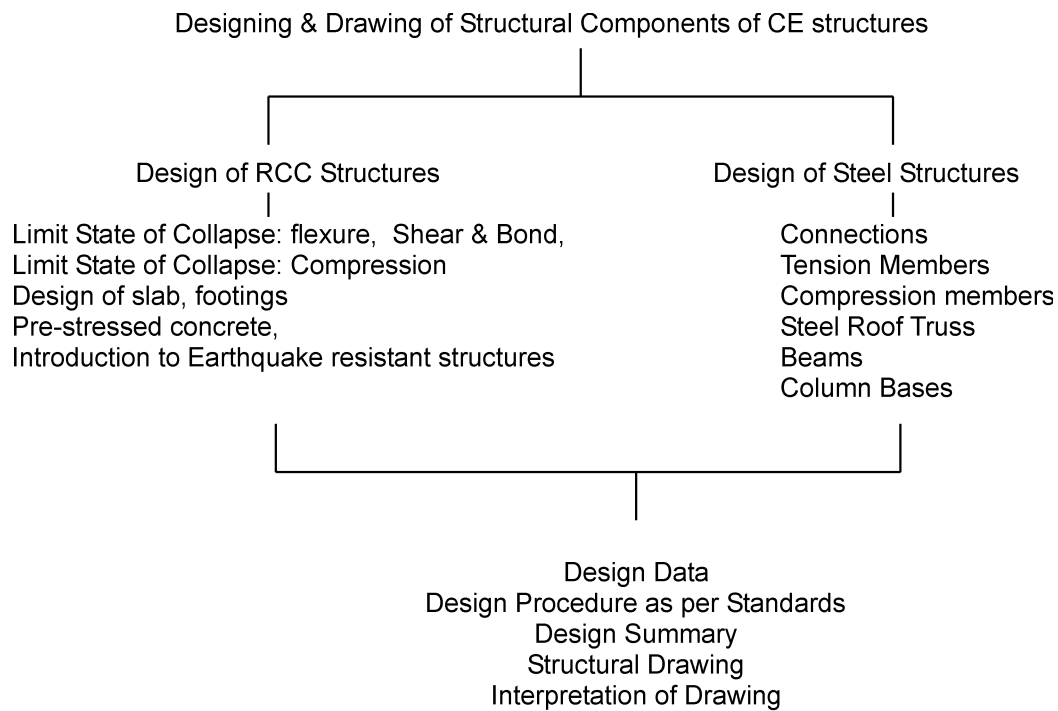 Designing & Drawing of Structural Components of CE structures
Design of RCC Structures
Limit State of Collapse: flexure,  Shear & Bond,
Limit State of Collapse: Compression
Design of slab, footings
Pre-stressed concrete,
Introduction to Earthquake resistant structures
Design of Steel Structures
Connections
Tension Members
Compression members
Steel Roof Truss
Beams
Column Bases
Design Data
Design Procedure as per Standards
Design Summary
Structural Drawing
Interpretation of Drawing